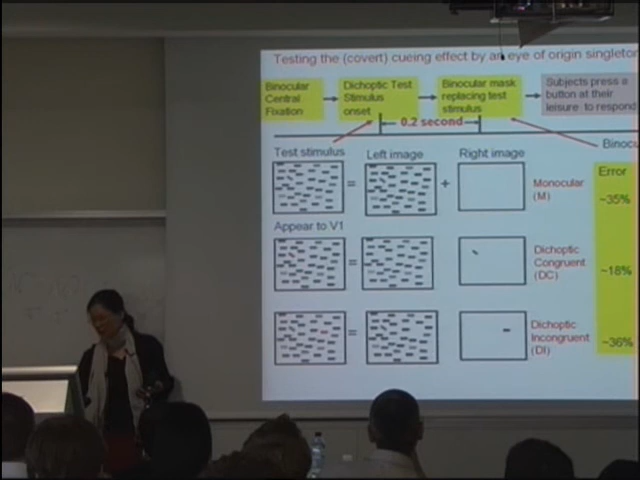 Testing the (covert) cueing effect by an eye of origin singleton
Binocular Central Fixation
Dichoptic Test Stimulus onset
Binocular mask replacing test stimulus
Subjects press a button at their leisure to respond
0.2 second
Binocu
Test stimulus
Left image
Right image
Error
=
+
Monocular (M)
~35%
Appear to V1
=
Dichoptic Congruent (DC)
~18%
=
Dichoptic Incongruent (DI)
~36%